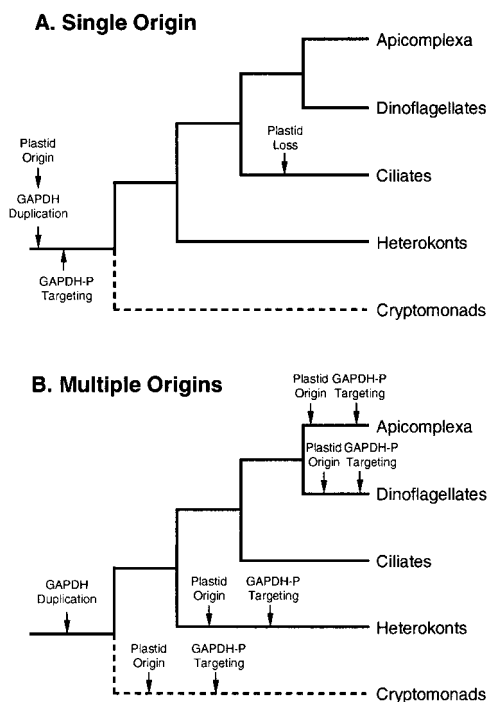 A. Single Origin
Apicomplexa
Dinoflagellates
Plastid
Loss
Ciliates
Plastid
Origin
GAPDH
Duplication
GAPDH-P
Targeting
Heterokonts
Cryptomonads
B. Multiple Origins
Plastid GAPDH-P
Origin Targeting
Apicomplexa
Plastid GAPDH-P
Origin Targeting
Dinoflagellates
Ciliates
GAPDH
Duplication
Plastid GAPDH-P
Origin Targeting
Heterokonts
Plastid GAPDH-P
Origin Targeting
Cryptomonads